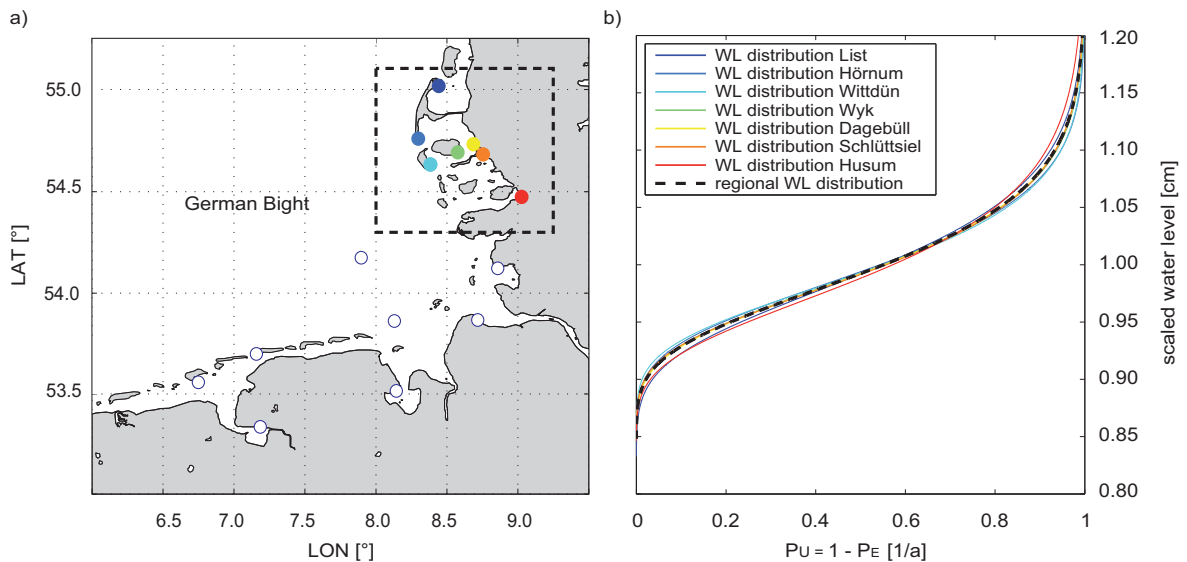 a)
55.0
54.5
54.0
53.5
LAT [°]
German Bight
6.5 7.0 7.5 8.0 8.5 9.0
LON [°]
b)
WL distribution List
WL distribution Hörnum
WL distribution Wittdün
WL distribution Wyk
WL distribution Dagebüll
WL distribution Schlüttsiel
WL distribution Husum
regional WL distribution
1.20
1.15
1.10
1.05
1.00
0.95
0.90
0.85
0.80
scaled water level [cm]
0 0.2 0.4 0.6 0.8 1
PU = 1 - PE [1/a]